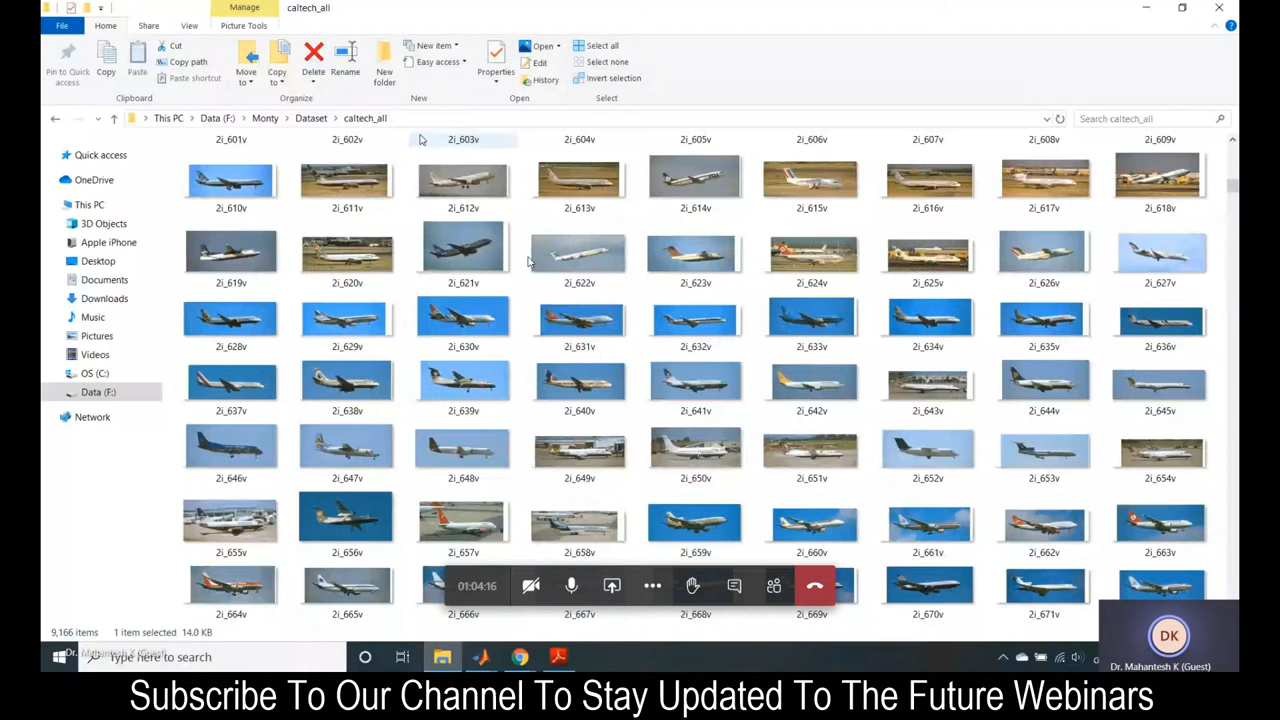 Manage
caltech_all
File
Home
Share
View
Picture Tools
Pin to Quick
access
Copy
Paste
Cut
Copy path
Paste shortcut
Move
to
Copy
to
Delete
Rename
New
folder
New item
Easy access
Properties
Open
Edit
History
Select all
Select none
Invert selection
Clipboard
Organize
New
Open
Select
This PC
Data (F:)
Monty
Dataset
caltech_all
Search caltech_all
Quick access
OneDrive
This PC
3D Objects
Apple iPhone
Desktop
Documents
Downloads
Music
Pictures
Videos
OS (C:)
Data (F:)
Network
2i_601v 2i_602v 2i_603v 2i_604v 2i_605v 2i_606v 2i_607v 2i_608v 2i_609v
2i_610v 2i_611v 2i_612v 2i_613v 2i_614v 2i_615v 2i_616v 2i_617v 2i_618v
2i_619v 2i_620v 2i_621v 2i_622v 2i_623v 2i_624v 2i_625v 2i_626v 2i_627v
2i_628v 2i_629v 2i_630v 2i_631v 2i_632v 2i_633v 2i_634v 2i_635v 2i_636v
2i_637v 2i_638v 2i_639v 2i_640v 2i_641v 2i_642v 2i_643v 2i_644v 2i_645v
2i_646v 2i_647v 2i_648v 2i_649v 2i_650v 2i_651v 2i_652v 2i_653v 2i_654v
2i_655v 2i_656v 2i_657v 2i_658v 2i_659v 2i_660v 2i_661v 2i_662v 2i_663v
2i_664v 2i_665v 2i_666v 2i_667v 2i_668v 2i_669v 2i_670v 2i_671v
01:04:16
9,166 items 1 item selected 14.0 KB
Dr. Mahantesh K (Guest)
Type here to search
DK
Dr. Mahantesh K (Guest)
Subscribe To Our Channel To Stay Updated To The Future Webinars